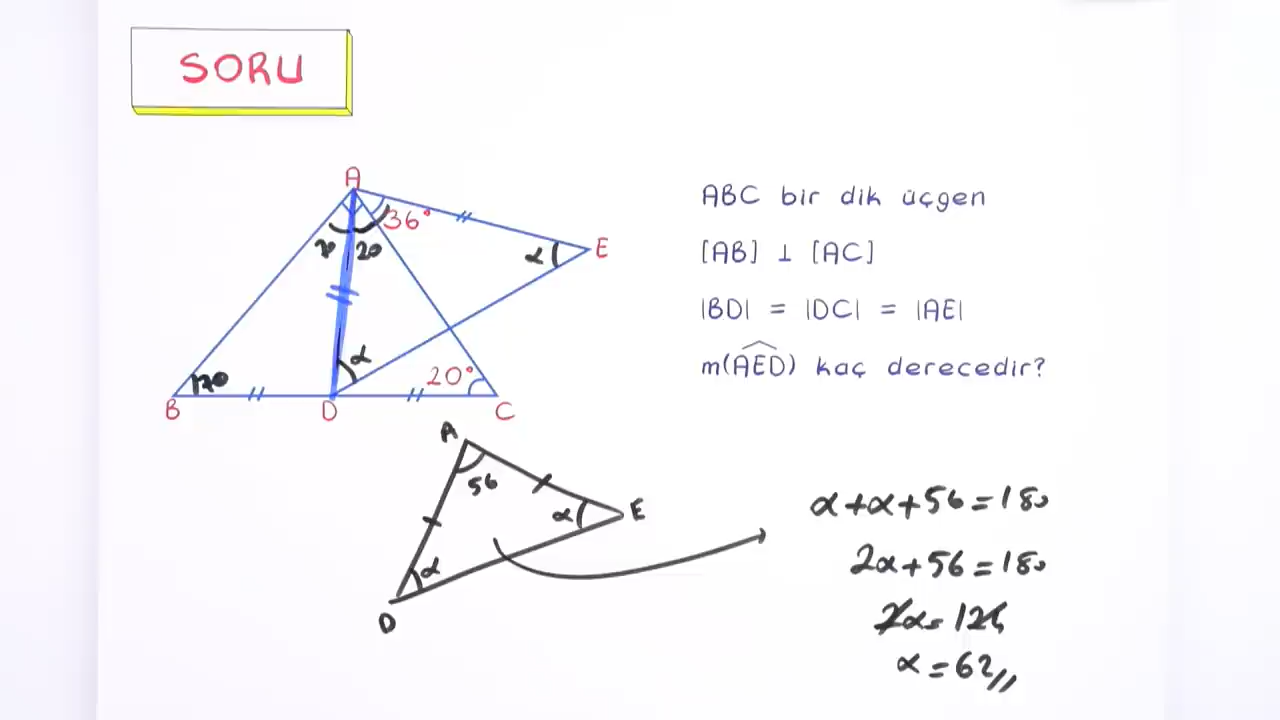 SORU
A
36°
70
20
α
E
α
170
20°
B
D
C
ABC bir dik üçgen
[AB] ⊥ [AC]
|BD| = |DC| = |AE|
m(AED) kaç derecedir?
A
56
α
E
α
D
α+α+56=180
2α+56=180
2α=124
α=62//